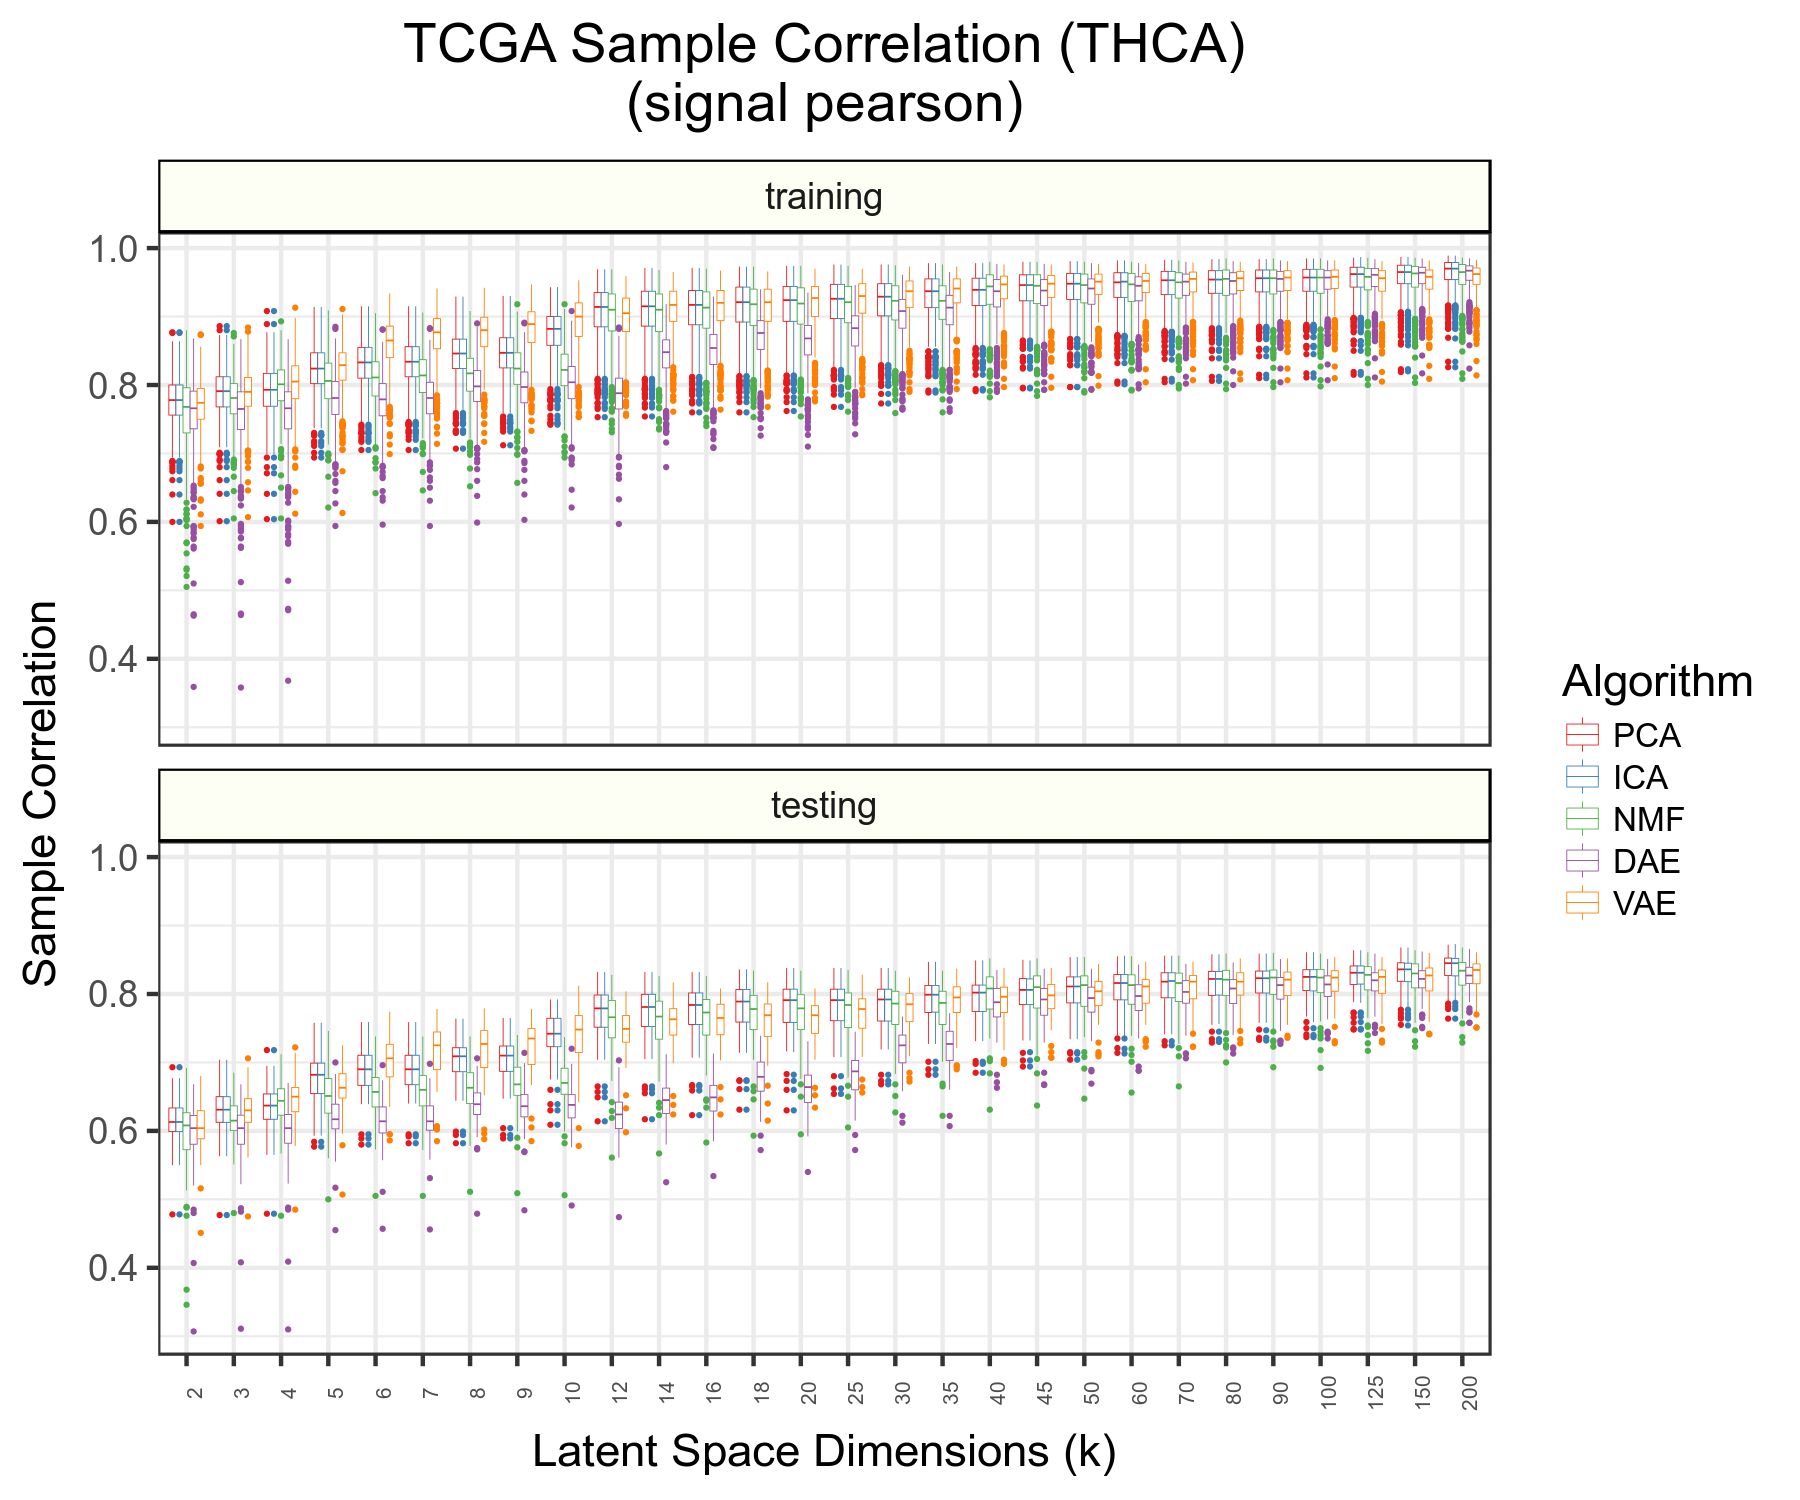 TCGA Sample Correlation (THCA)
(signal pearson)
training
1.0
0.8
0.6
0.4
testing
1.0
0.8
0.6
0.4
Sample Correlation
2 3 4 5 6 7 8 9 10 12 14 16 18 20 25 30 35 40 45 50 60 70 80 90 100 125 150 200
Latent Space Dimensions (k)
Algorithm
PCA
ICA
NMF
DAE
VAE